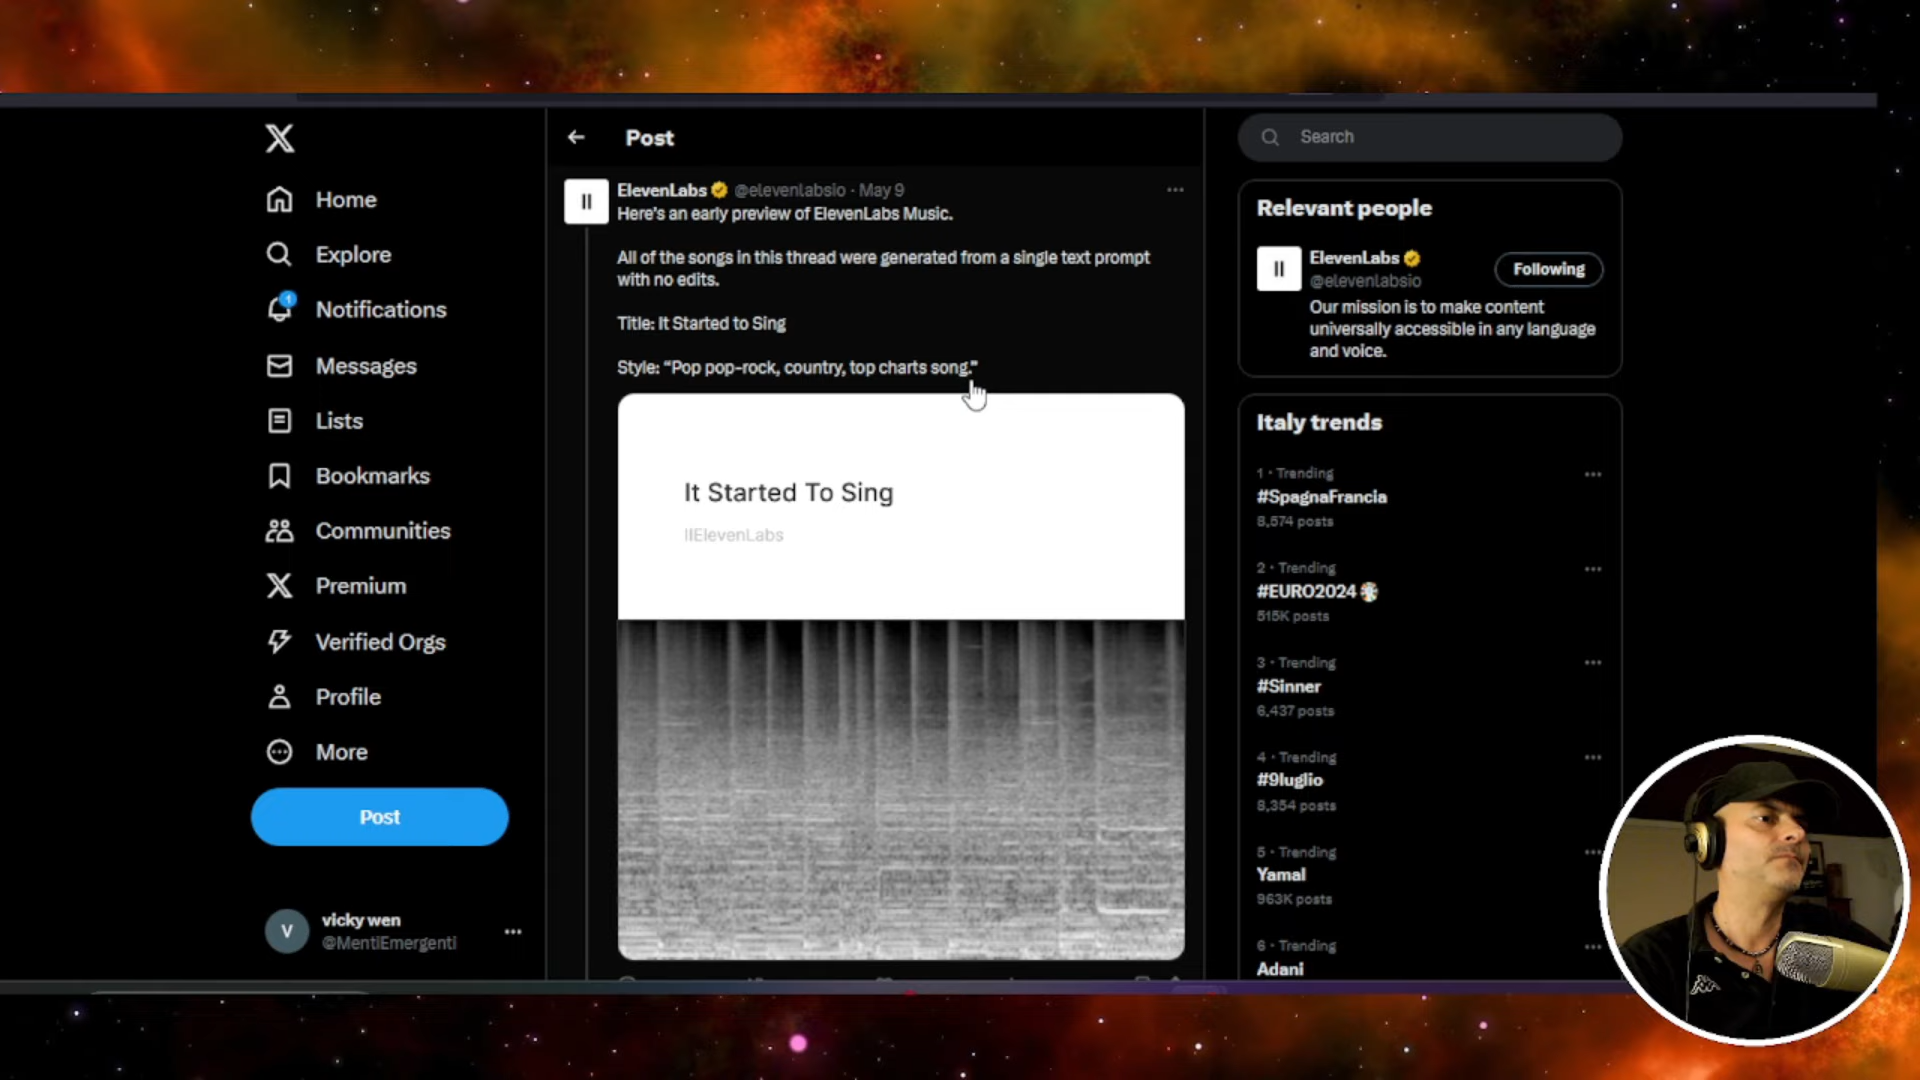 Home
Explore
1
Notifications
Messages
Lists
Bookmarks
Communities
Premium
Verified Orgs
Profile
More
Post
V
vicky wen
@MentiEmergenti
Post
ElevenLabs @elevenlabsio · May 9
Here's an early preview of ElevenLabs Music.
All of the songs in this thread were generated from a single text prompt
with no edits.
Title: It Started to Sing
Style: “Pop pop-rock, country, top charts song.”
It Started To Sing
IIElevenLabs
Search
Relevant people
ElevenLabs
@elevenlabsio
Following
Our mission is to make content
universally accessible in any language
and voice.
Italy trends
1 · Trending
#SpagnaFrancia
8,574 posts
2 · Trending
#EURO2024
515K posts
3 · Trending
#Sinner
6,437 posts
4 · Trending
#9luglio
9,354 posts
5 · Trending
Yamal
963K posts
6 · Trending
Adani